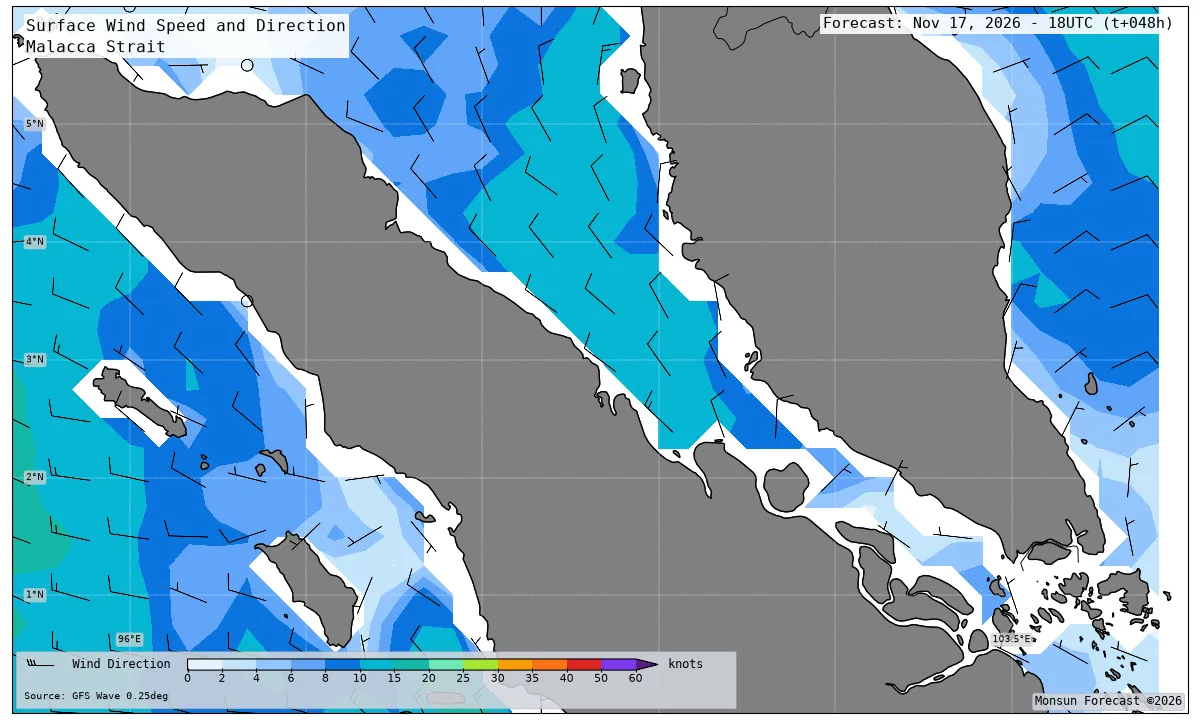 Surface Wind Speed and Direction
Malacca Strait
Forecast: Nov 17, 2026 - 18UTC (t+048h)
5°N
4°N
3°N
2°N
1°N
96°E
103.5°E
Wind Direction
0 2 4 6 8 10 15 20 25 30 35 40 50 60
knots
Source: GFS Wave 0.25deg
Monsun Forecast ©2026